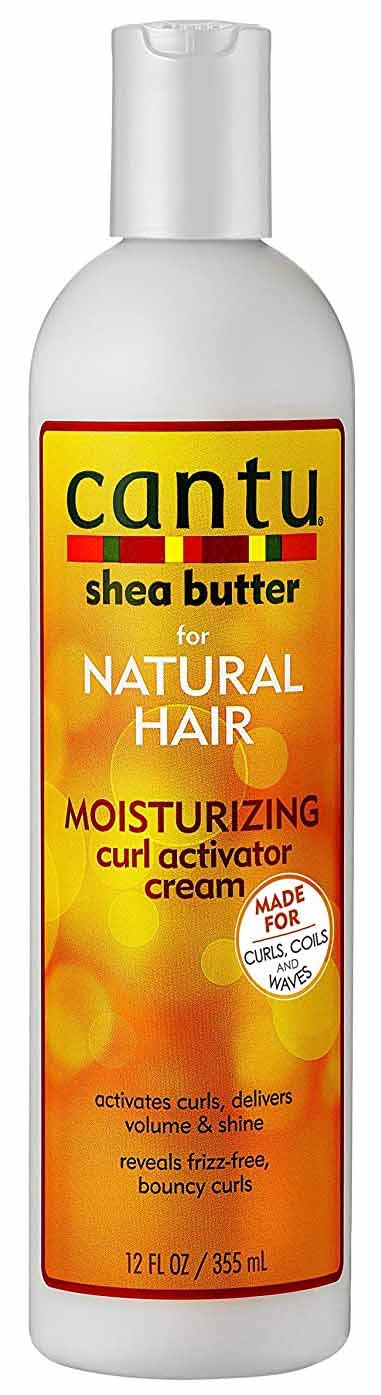 cantu®
shea butter
for
NATURAL
HAIR
MOISTURIZING
curl activator
cream
MADE
FOR
CURLS, COILS
AND
WAVES
activates curls, delivers
volume & shine
reveals frizz-free,
bouncy curls
12 FL OZ / 355 mL